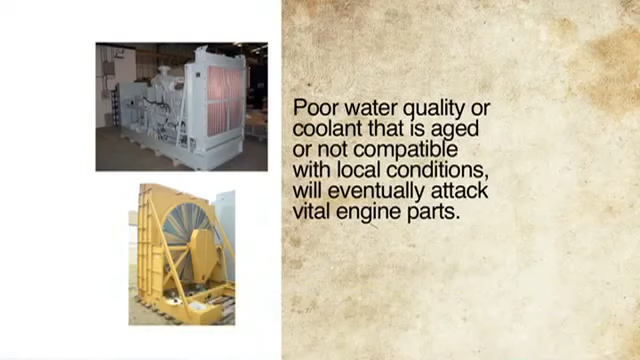 Poor water quality or
coolant that is aged
or not compatible
with local conditions,
will eventually attack
vital engine parts.